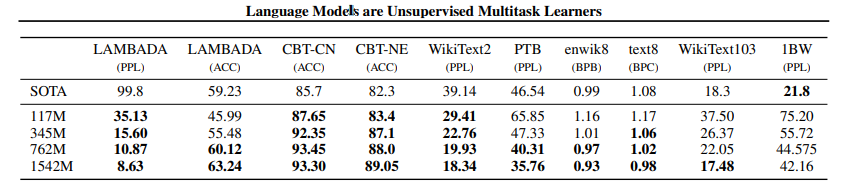 Language Models are Unsupervised Multitask Learners
LAMBADA LAMBADA CBT-CN CBT-NE WikiText2 PTB enwik8 text8 WikiText103 1BW
(PPL) (ACC) (ACC) (ACC) (PPL) (PPL) (BPB) (BPC) (PPL) (PPL)
SOTA 99.8 59.23 85.7 82.3 39.14 46.54 0.99 1.08 18.3 21.8
117M 35.13 45.99 87.65 83.4 29.41 65.85 1.16 1.17 37.50 75.20
345M 15.60 55.48 92.35 87.1 22.76 47.33 1.01 1.06 26.37 55.72
762M 10.87 60.12 93.45 88.0 19.93 40.31 0.97 1.02 22.05 44.575
1542M 8.63 63.24 93.30 89.05 18.34 35.76 0.93 0.98 17.48 42.16